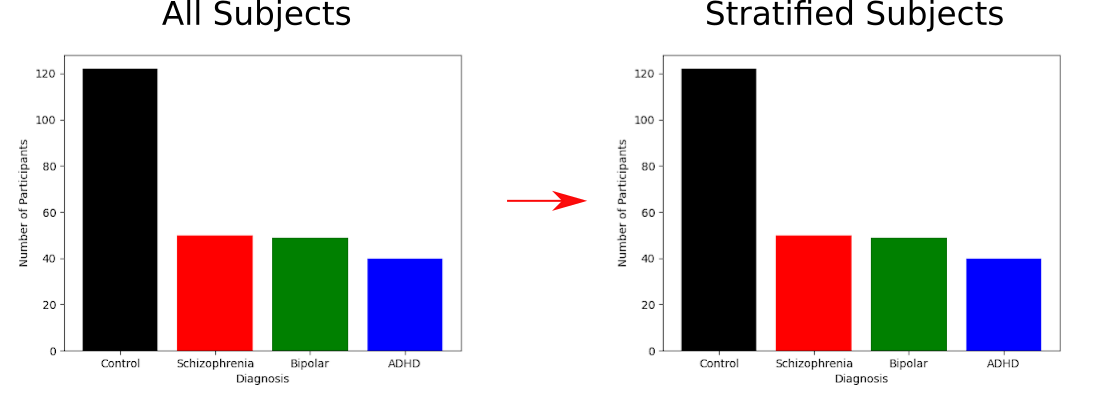 All Subjects
Number of Participants
120
100
80
60
40
20
0
Control Schizophrenia Bipolar ADHD
Diagnosis
Stratified Subjects
Number of Participants
120
100
80
60
40
20
0
Control Schizophrenia Bipolar ADHD
Diagnosis